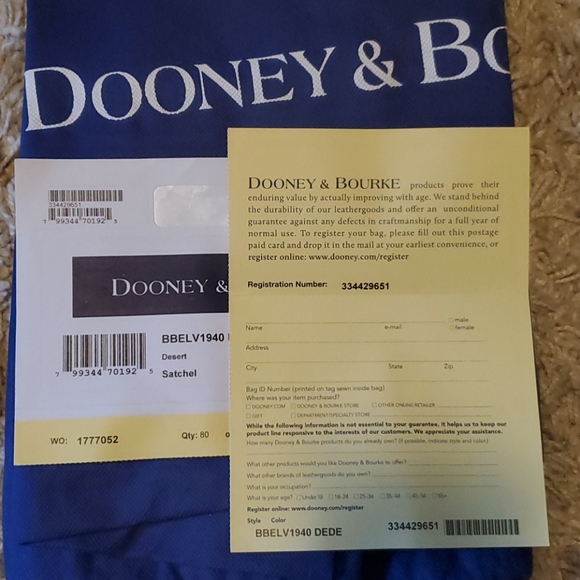 DOONEY & BO
334429651
7 99344 70192 5
DOONEY &
BBELV1940
Desert
7 99344 70192 5
Satchel
WO: 1777052
Qty: 60
DOONEY & BOURKE products prove their
enduring value by actually improving with age. We stand behind
the durability of our leathergoods and offer an unconditional
guarantee against any defects in craftsmanship for a full year of
normal use. To register your bag, please fill out this postage
paid card and drop it in the mail at your earliest convenience, or
register online: www.dooney.com/register
Registration Number: 334429651
male
Name e-mail female
Address
City State Zip
Bag ID Number (printed on tag sewn inside bag)
Where was your item purchased?
DOONEY.COM DOONEY & BOURKE STORE OTHER ONLINE RETAILER
GIFT DEPARTMENT/SPECIALTY STORE
While the following information is not essential to your guarantee, it helps us to keep our
product line responsive to the interests of our customers. We appreciate your assistance.
How many Dooney & Bourke products do you already own? (if possible, indicate style and color)
What other products would you like Dooney & Bourke to offer?
What other brands of leathergoods do you own?
What is your occupation?
What is your age? Under 18 18-24 25-34 35-44 45-54 55+
Register online: www.dooney.com/register
Style Color
BBELV1940 DEDE 334429651